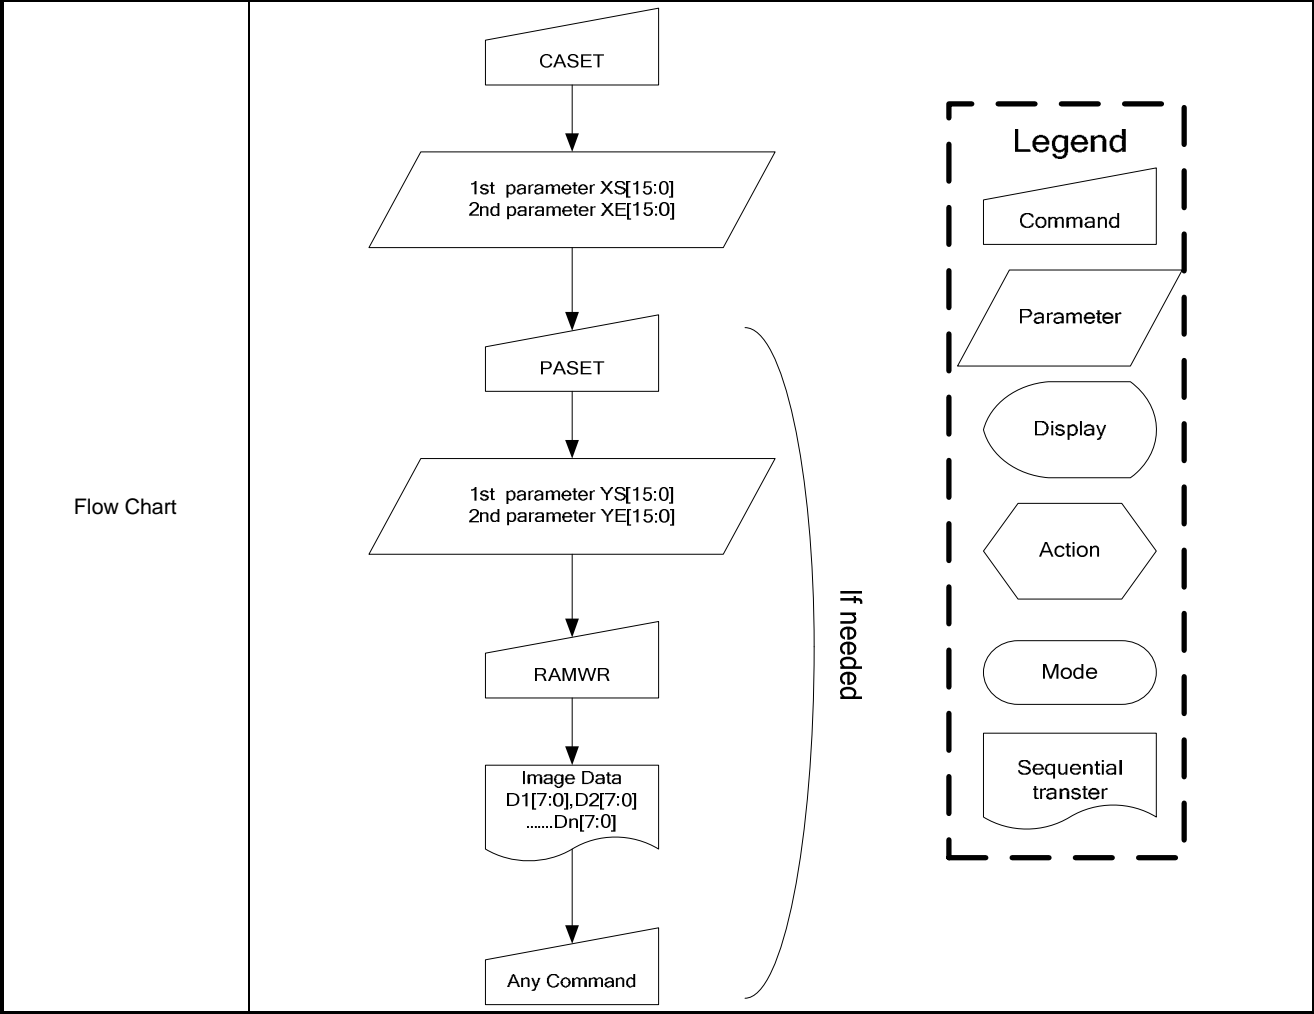 Flow Chart
CASET
1st parameter XS[15:0]
2nd parameter XE[15:0]
PASET
1st parameter YS[15:0]
2nd parameter YE[15:0]
RAMWR
Image Data
D1[7:0],D2[7:0]
.......Dn[7:0]
Any Command
If needed
Legend
Command
Parameter
Display
Action
Mode
Sequential
transter